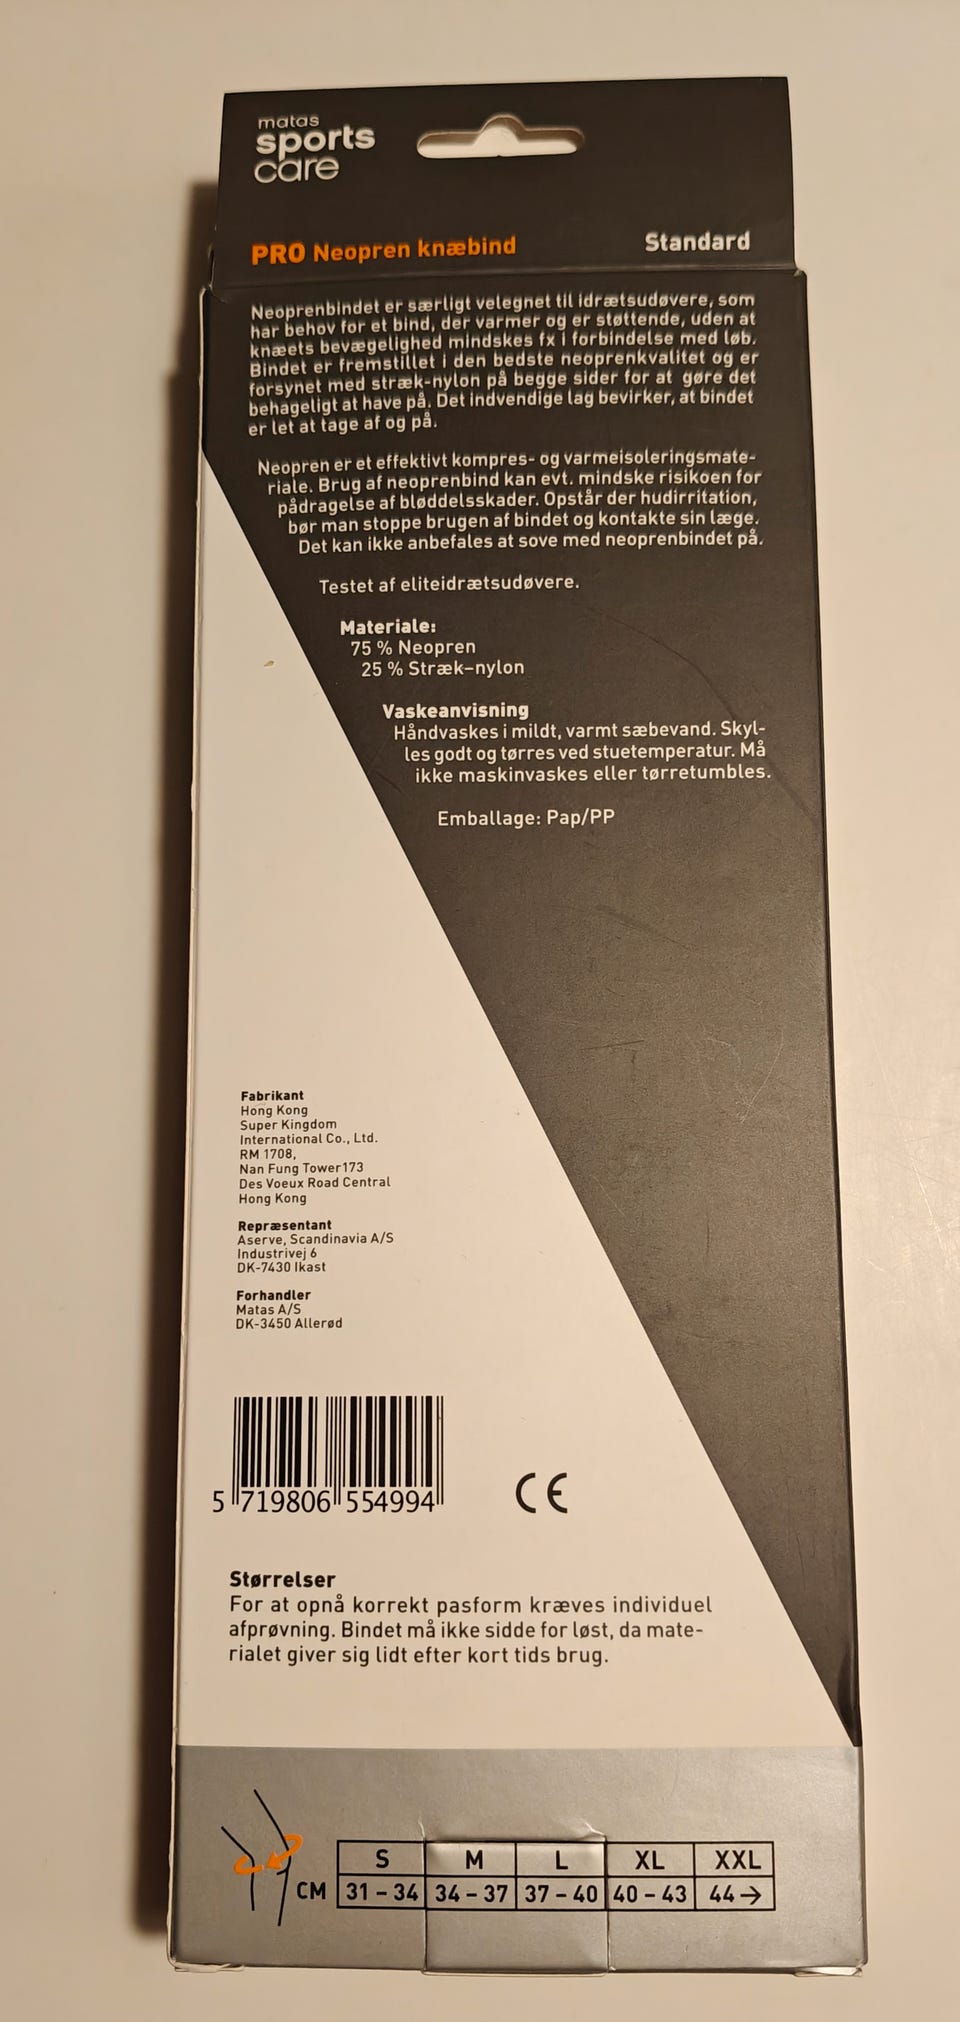 matas
sports
care
PRO Neopren knæbind
Standard
Neoprenbindet er særligt velegnet til idrætsudøvere, som
har behov for et bind, der varmer og er støttende, uden at
knæets bevægelighed mindskes fx i forbindelse med løb.
Bindet er fremstillet i den bedste neoprenkvalitet og er
forsynet med stræk-nylon på begge sider for at gøre det
behageligt at have på. Det indvendige lag bevirker, at bindet
er let at tage af og på.
Neopren er et effektivt kompres- og varmeisoleringsmate-
riale. Brug af neoprenbind kan evt. mindske risikoen for
pådragelse af bløddelsskader. Opstår der hudirritation,
bør man stoppe brugen af bindet og kontakte sin læge.
Det kan ikke anbefales at sove med neoprenbindet på.
Testet af eliteidrætsudøvere.
Materiale:
75 % Neopren
25 % Stræk-nylon
Vaskeanvisning
Håndvaskes i mildt, varmt sæbevand. Skyl-
les godt og tørres ved stuetemperatur. Må
ikke maskinvaskes eller tørretumbles.
Emballage: Pap/PP
Fabrikant
Hong Kong
Super Kingdom
International Co., Ltd.
RM 1708,
Nan Fung Tower173
Des Voeux Road Central
Hong Kong
Repræsentant
Aserve, Scandinavia A/S
Industrivej 6
DK-7430 Ikast
Forhandler
Matas A/S
DK-3450 Allerød
5 719806 554994
CE
Størrelser
For at opnå korrekt pasform kræves individuel
afprøvning. Bindet må ikke sidde for løst, da mate-
rialet giver sig lidt efter kort tids brug.
S M L XL XXL
CM 31 – 34 34 – 37 37 – 40 40 – 43 44 →